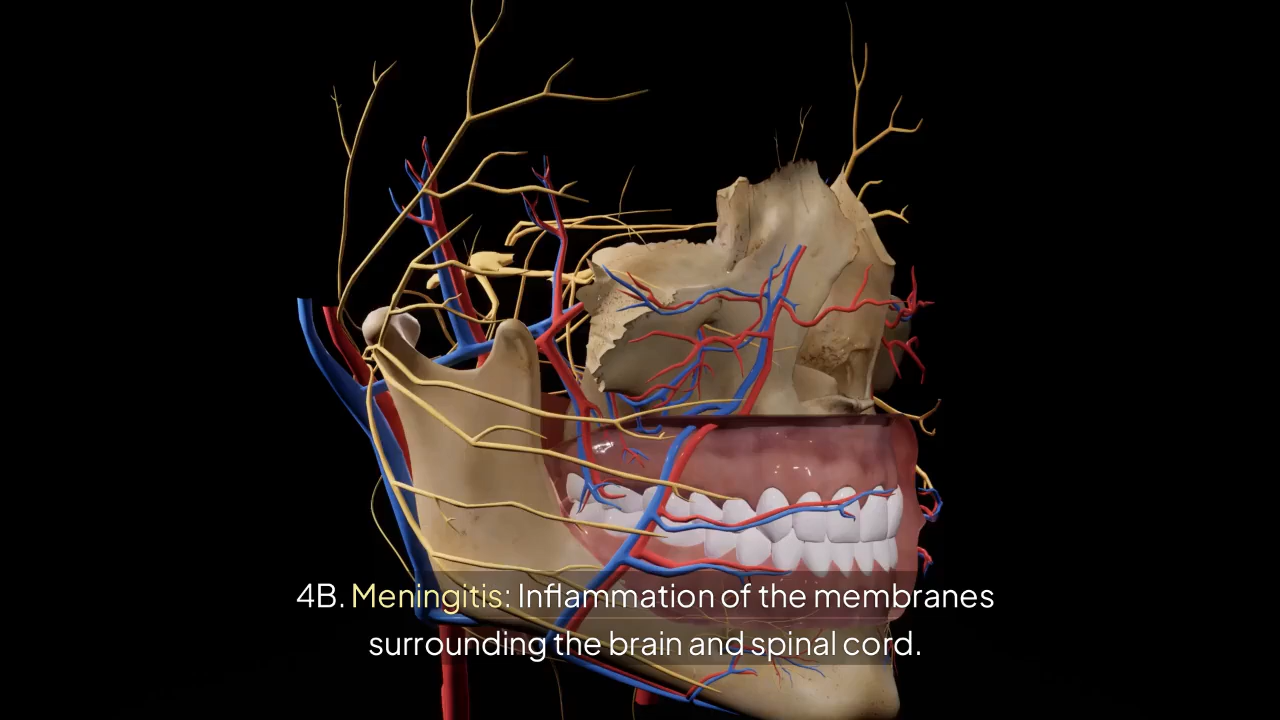 4B. Meningitis: Inflammation of the membranes
surrounding the brain and spinal cord.